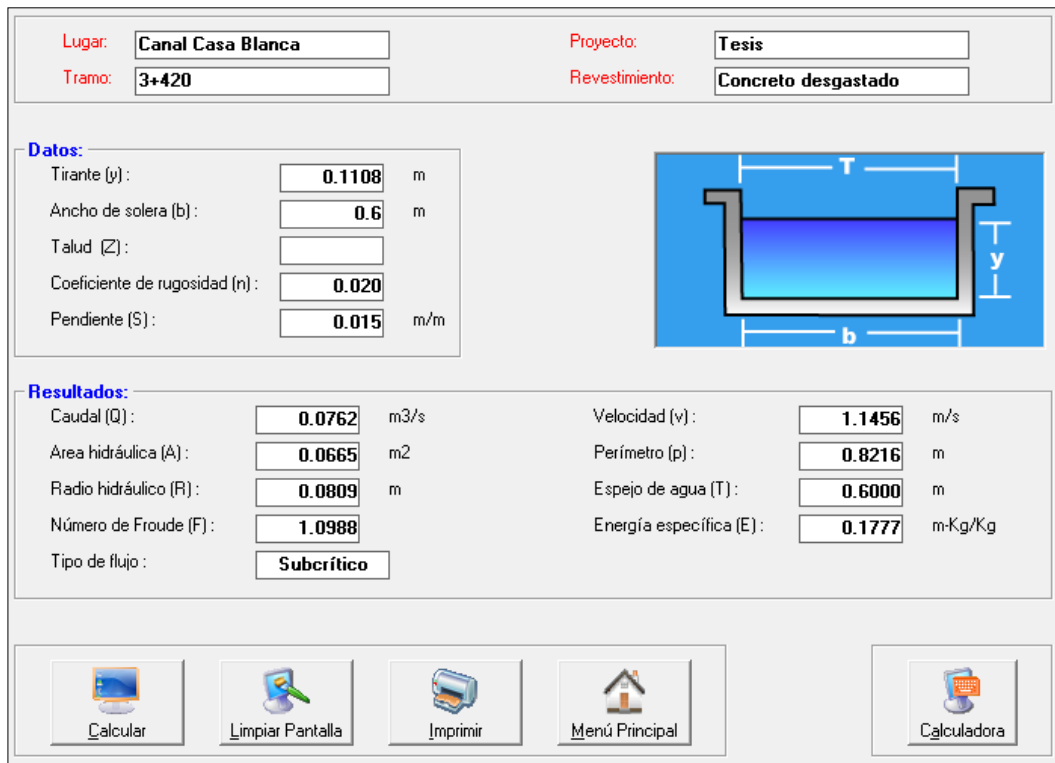 Lugar: Canal Casa Blanca Proyecto: Tesis
Tramo: 3+420 Revestimiento: Concreto desgastado
Datos:
Tirante (y) : 0.1108 m
Ancho de solera (b) : 0.6 m
Talud (Z) :
Coeficiente de rugosidad (n) : 0.020
Pendiente (S) : 0.015 m/m
T
y
b
Resultados:
Caudal (Q) : 0.0762 m3/s Velocidad (v) : 1.1456 m/s
Area hidráulica (A) : 0.0665 m2 Perímetro (p) : 0.8216 m
Radio hidráulico (R) : 0.0809 m Espejo de agua (T) : 0.6000 m
Número de Froude (F) : 1.0988 Energía específica (E) : 0.1777 m-Kg/Kg
Tipo de flujo : Subcrítico
Calcular Limpiar Pantalla Imprimir Menú Principal Calculadora